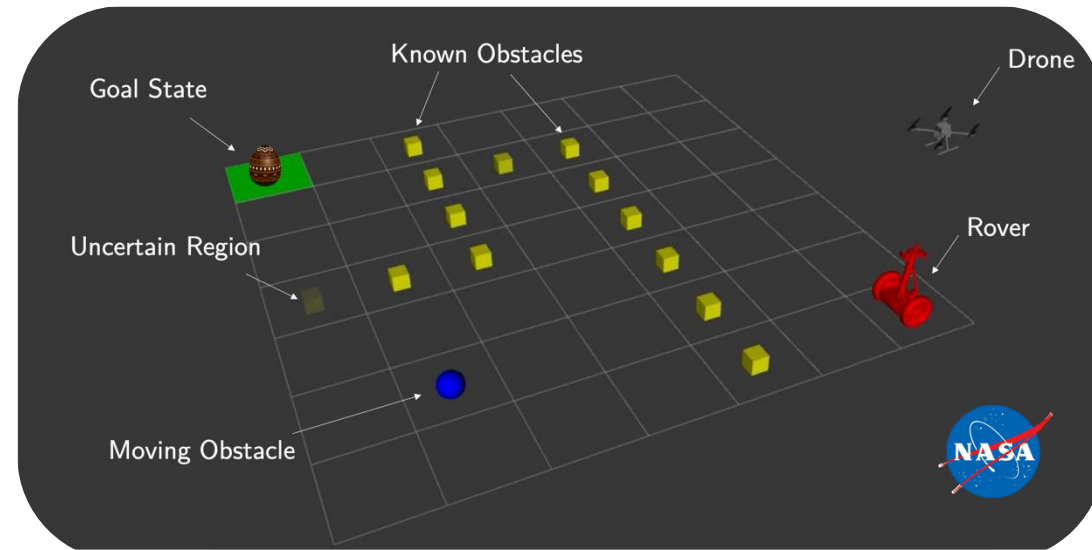 Known Obstacles
Drone
Goal State
Rover
Uncertain Region
Moving Obstacle
NASA